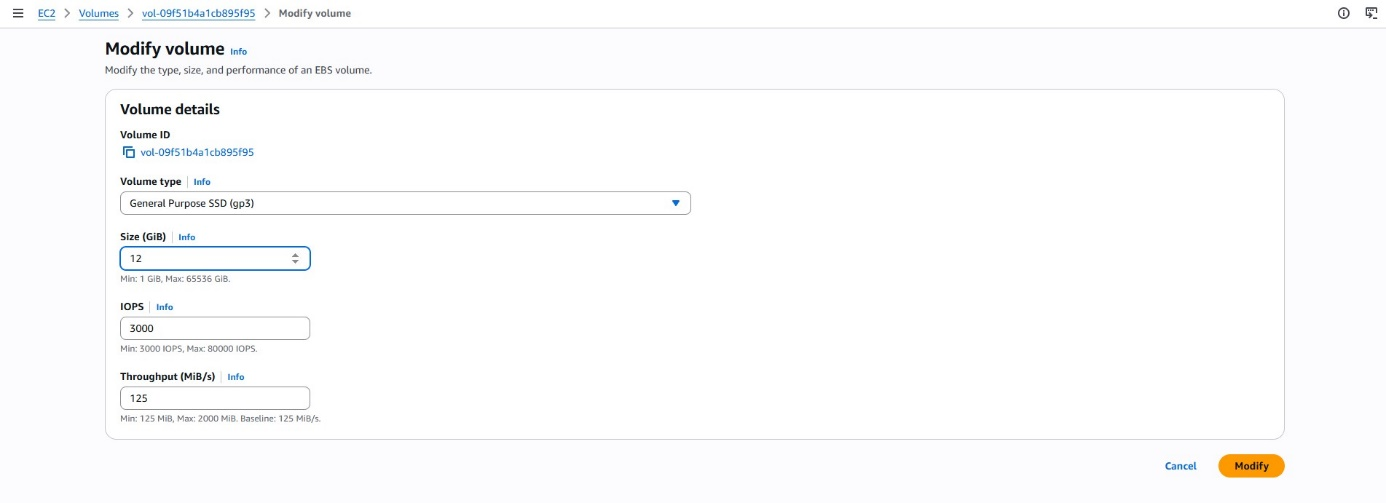 EC2 > Volumes > vol-09f51b4a1cb895f95 > Modify volume
Modify volume Info
Modify the type, size, and performance of an EBS volume.
Volume details
Volume ID
vol-09f51b4a1cb895f95
Volume type | Info
General Purpose SSD (gp3)
Size (GiB) | Info
12
Min: 1 GiB, Max: 65536 GiB.
IOPS | Info
3000
Min: 3000 IOPS, Max: 80000 IOPS.
Throughput (MiB/s) | Info
125
Min: 125 MiB, Max: 2000 MiB. Baseline: 125 MiB/s.
Cancel Modify